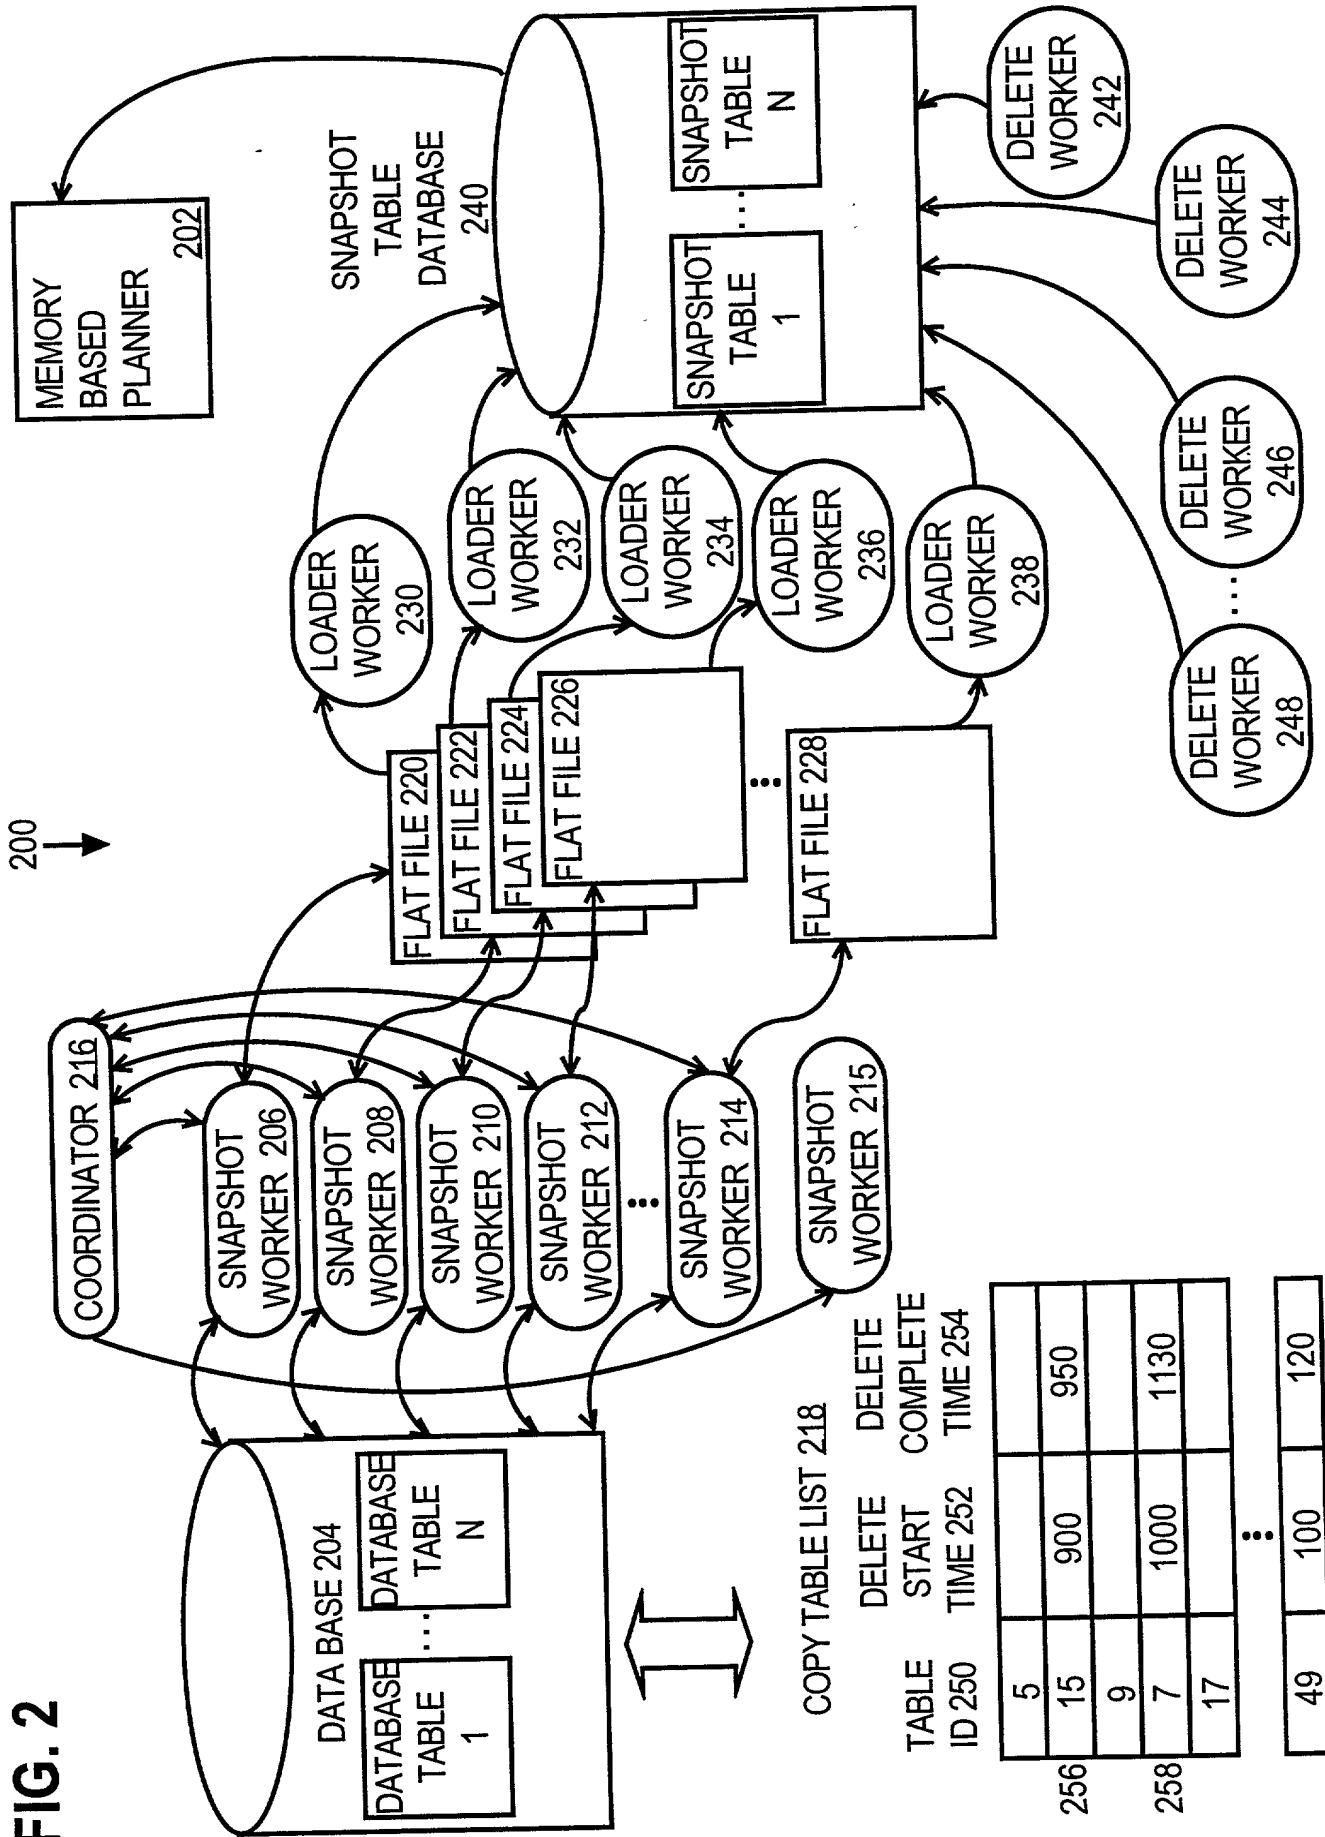 FIG. 2
200
MEMORY
BASED
PLANNER
202
COORDINATOR 216
SNAPSHOT
TABLE
DATABASE
240
DATA BASE 204
DATABASE
TABLE
1
....
DATABASE
TABLE
N
SNAPSHOT
WORKER 206
SNAPSHOT
WORKER 208
SNAPSHOT
WORKER 210
SNAPSHOT
WORKER 212
SNAPSHOT
WORKER 214
SNAPSHOT
WORKER 215
FLAT FILE 220
FLAT FILE 222
FLAT FILE 224
FLAT FILE 226
FLAT FILE 228
LOADER
WORKER
230
LOADER
WORKER
232
LOADER
WORKER
234
LOADER
WORKER
236
LOADER
WORKER
238
SNAPSHOT
TABLE
1
....
SNAPSHOT
TABLE
N
DELETE
WORKER
242
DELETE
WORKER
244
DELETE
WORKER
246
....
DELETE
WORKER
248
COPY TABLE LIST 218
TABLE
ID 250
DELETE
START
TIME 252
DELETE
COMPLETE
TIME 254
5
256 15 900 950
9
258 7 1000 1130
17
49 100 120